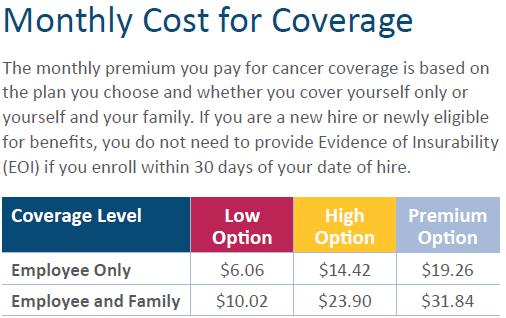 Monthly Cost for Coverage
The monthly premium you pay for cancer coverage is based on
the plan you choose and whether you cover yourself only or
yourself and your family. If you are a new hire or newly eligible
for benefits, you do not need to provide Evidence of Insurability
(EOI) if you enroll within 30 days of your date of hire.
Coverage Level Low Option High Option Premium Option
Employee Only $6.06 $14.42 $19.26
Employee and Family $10.02 $23.90 $31.84